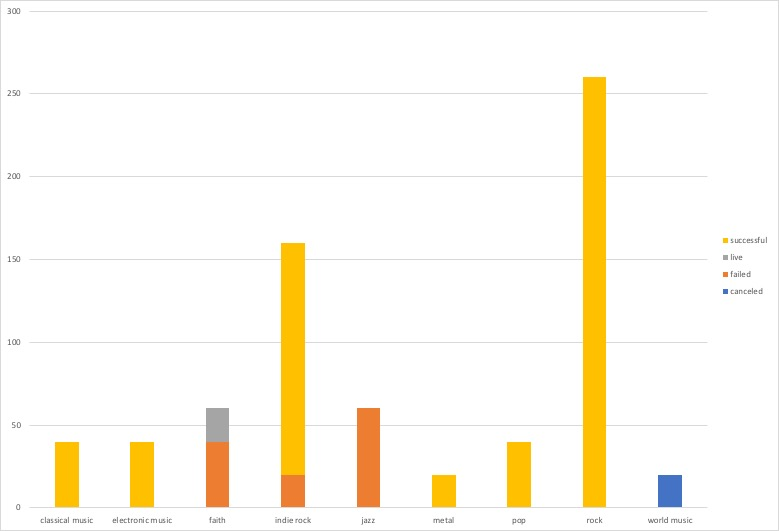 300
250
200
150
100
50
0
classical music electronic music faith indie rock jazz metal pop rock world music
successful
live
failed
canceled